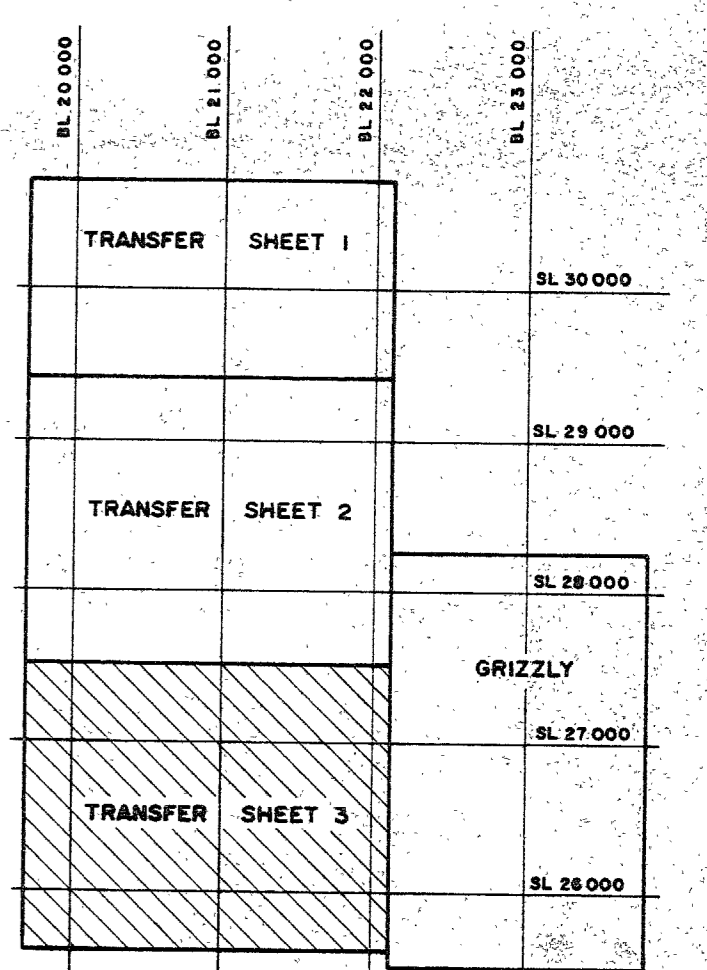 BL 20 000
BL 21 000
BL 22 000
BL 23 000
TRANSFER SHEET 1
SL 30 000
SL 29 000
TRANSFER SHEET 2
SL 28 000
GRIZZLY
SL 27 000
TRANSFER SHEET 3
SL 26 000